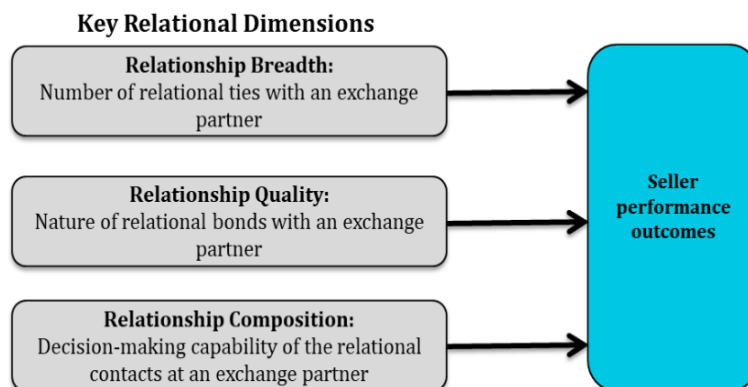 Key Relational Dimensions
Relationship Breadth:
Number of relational ties with an exchange
partner
Relationship Quality:
Nature of relational bonds with an exchange
partner
Relationship Composition:
Decision-making capability of the relational
contacts at an exchange partner
Seller
performance
outcomes